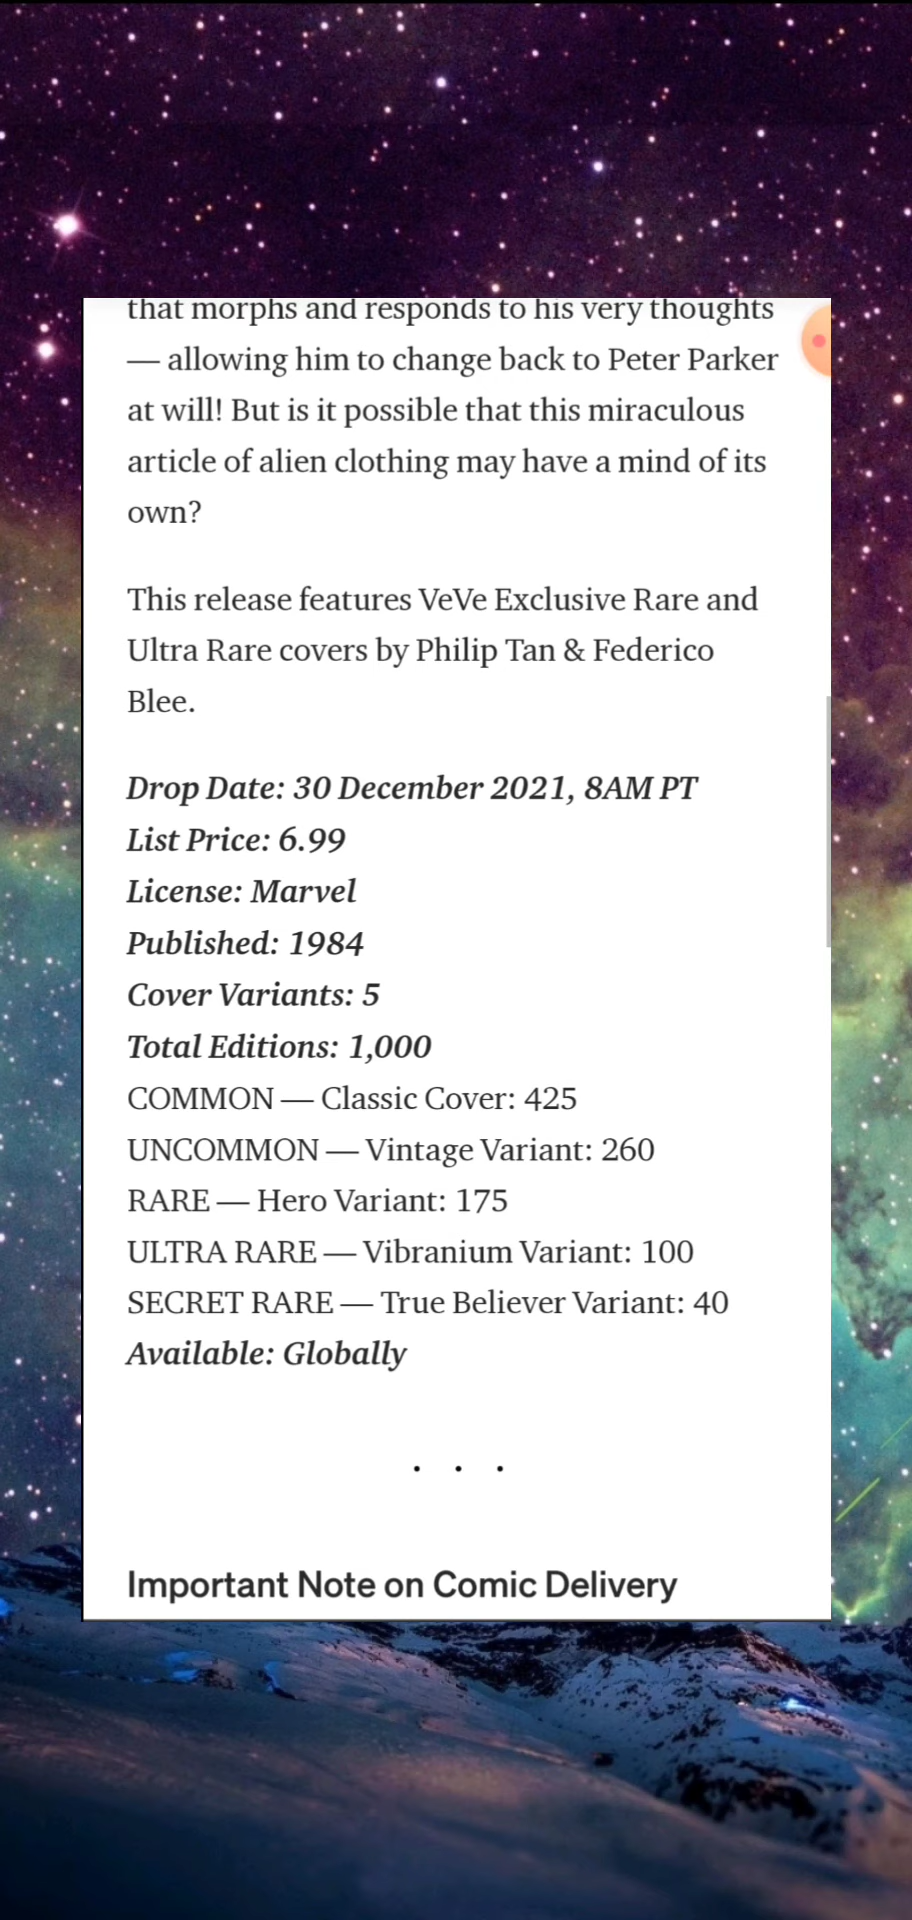 that morphs and responds to his very thoughts
— allowing him to change back to Peter Parker
at will! But is it possible that this miraculous
article of alien clothing may have a mind of its
own?
This release features VeVe Exclusive Rare and
Ultra Rare covers by Philip Tan & Federico
Blee.
Drop Date: 30 December 2021, 8AM PT
List Price: 6.99
License: Marvel
Published: 1984
Cover Variants: 5
Total Editions: 1,000
COMMON — Classic Cover: 425
UNCOMMON — Vintage Variant: 260
RARE — Hero Variant: 175
ULTRA RARE — Vibranium Variant: 100
SECRET RARE — True Believer Variant: 40
Available: Globally
. . .
Important Note on Comic Delivery